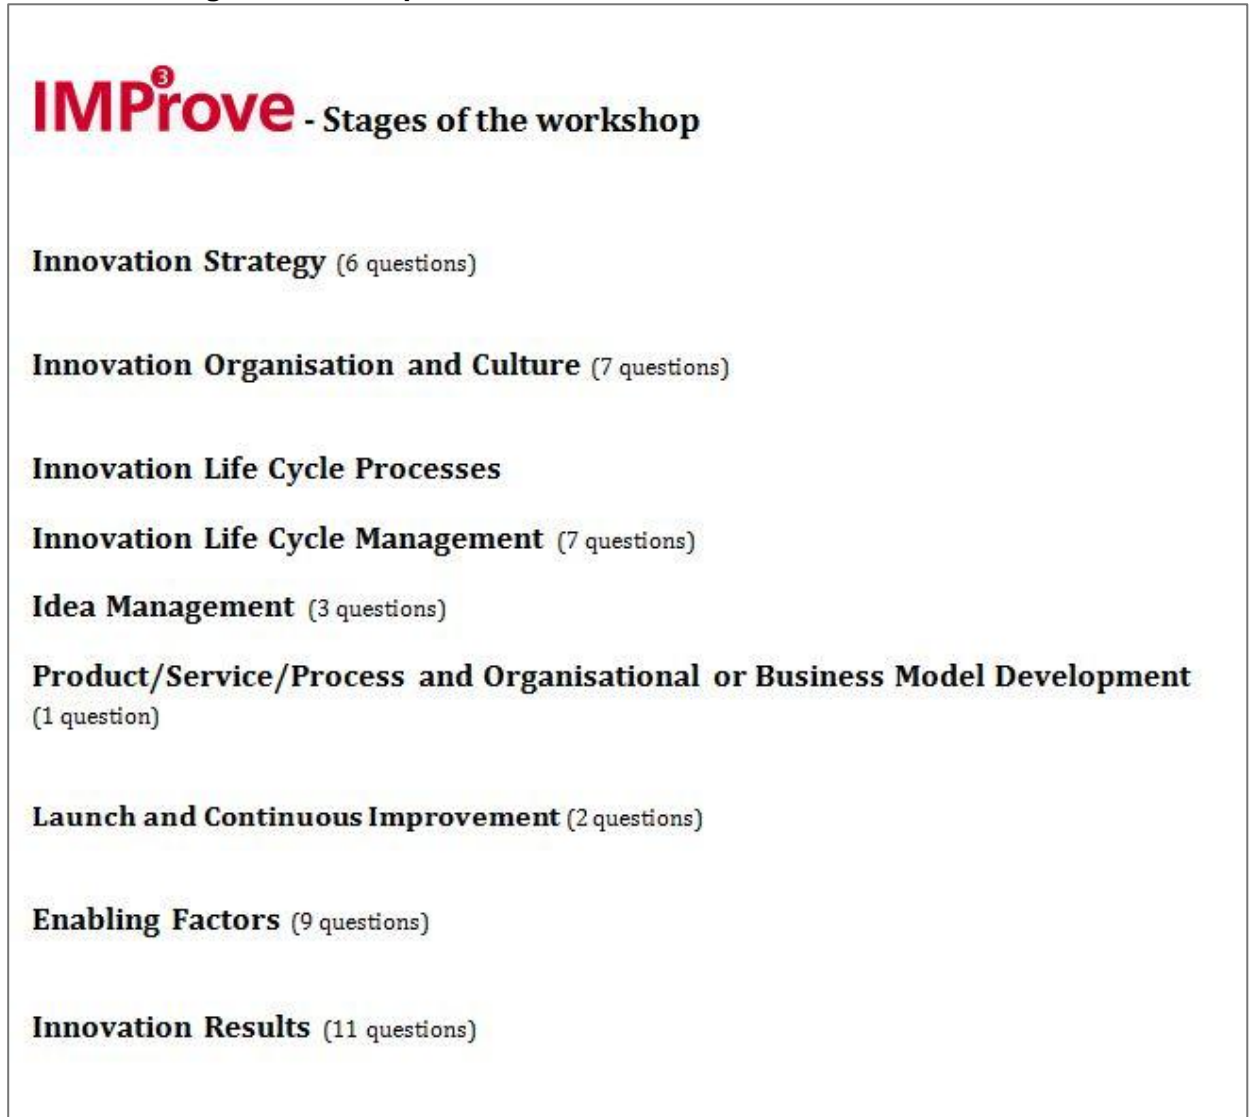 IMP³rove - Stages of the workshop
Innovation Strategy (6 questions)
Innovation Organisation and Culture (7 questions)
Innovation Life Cycle Processes
Innovation Life Cycle Management (7 questions)
Idea Management (3 questions)
Product/Service/Process and Organisational or Business Model Development
(1 question)
Launch and Continuous Improvement (2 questions)
Enabling Factors (9 questions)
Innovation Results (11 questions)